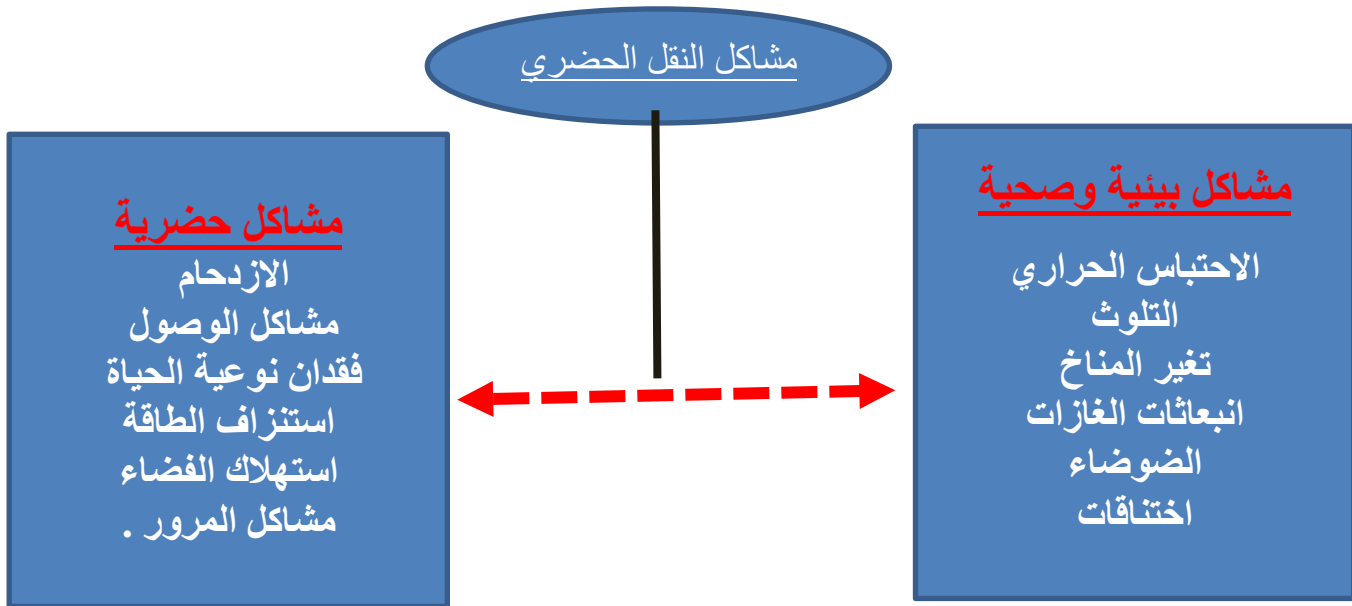 مشاكل النقل الحضري
مشاكل بيئية وصحية
الاحتباس الحراري
التلوث
تغير المناخ
انبعاثات الغازات
الضوضاء
اختناقات
مشاكل حضرية
الازدحام
مشاكل الوصول
فقدان نوعية الحياة
استنزاف الطاقة
استهلاك الفضاء
مشاكل المرور .